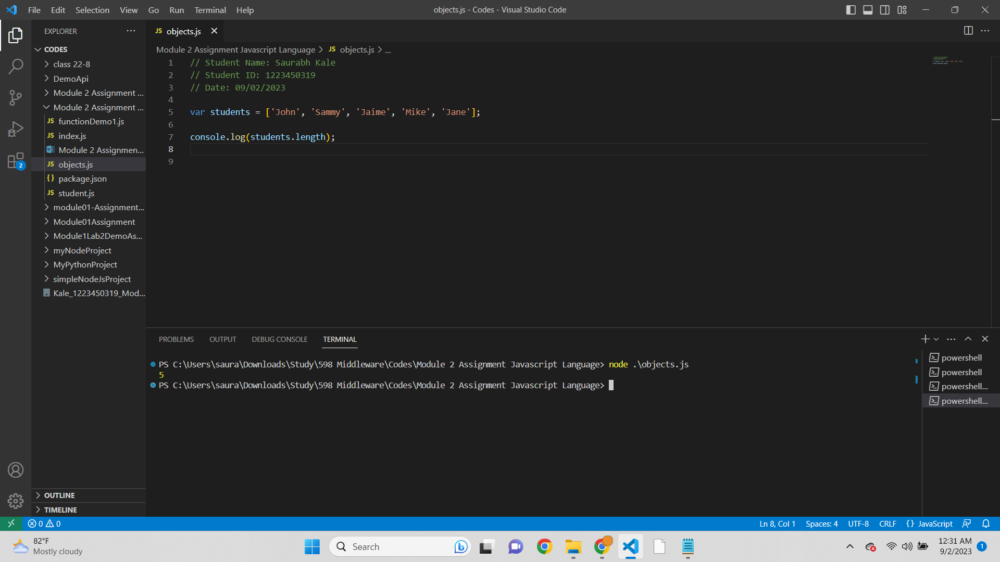 File Edit Selection View Go Run Terminal Help
objects.js - Codes - Visual Studio Code
EXPLORER
CODES
class 22-8
DemoApi
Module 2 Assignment ...
Module 2 Assignment ...
JS functionDemo1.js
JS index.js
Module 2 Assignmen...
JS objects.js
{} package.json
JS student.js
module01-Assignment...
Module01Assignment
Module1Lab2DemoAs...
myNodeProject
MyPythonProject
simpleNodeJsProject
Kale_1223450319_Mod...
2
OUTLINE
TIMELINE
JS objects.js
Module 2 Assignment Javascript Language > JS objects.js > ...
1 // Student Name: Saurabh Kale
2 // Student ID: 1223450319
3 // Date: 09/02/2023
4
5 var students = ['John', 'Sammy', 'Jaime', 'Mike', 'Jane'];
6
7 console.log(students.length);
8
9
PROBLEMS OUTPUT DEBUG CONSOLE TERMINAL
PS C:\Users\saura\Downloads\Study\598 Middleware\Codes\Module 2 Assignment Javascript Language> node .\objects.js
5
PS C:\Users\saura\Downloads\Study\598 Middleware\Codes\Module 2 Assignment Javascript Language>
powershell
powershell
powershell...
powershell...
0 0
Ln 8, Col 1 Spaces: 4 UTF-8 CRLF {} JavaScript
82°F
Mostly cloudy
Search
12:31 AM
9/2/2023
1